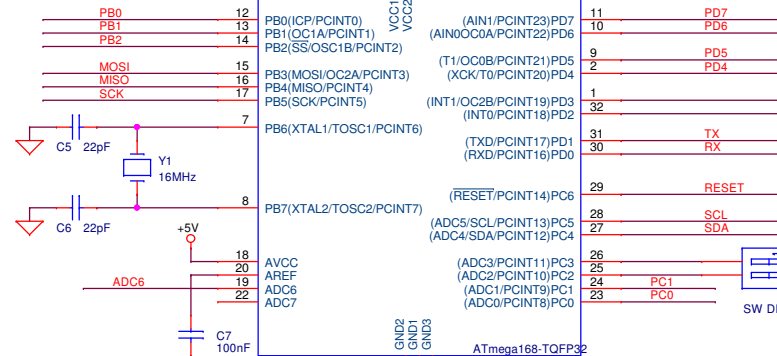 VCC1
VCC2
PB0 12 PB0(ICP/PCINT0) (AIN1/PCINT23)PD7 11 PD7
PB1 13 PB1(OC1A/PCINT1) (AIN0OC0A/PCINT22)PD6 10 PD6
PB2 14 PB2(SS/OSC1B/PCINT2)
(T1/OC0B/PCINT21)PD5 9 PD5
MOSI 15 PB3(MOSI/OC2A/PCINT3) (XCK/T0/PCINT20)PD4 2 PD4
MISO 16 PB4(MISO/PCINT4)
SCK 17 PB5(SCK/PCINT5) (INT1/OC2B/PCINT19)PD3 1
(INT0/PCINT18)PD2 32
7 PB6(XTAL1/TOSC1/PCINT6)
(TXD/PCINT17)PD1 31 TX
C5 22pF (RXD/PCINT16)PD0 30 RX
Y1
16MHz
(RESET/PCINT14)PC6 29 RESET
8 PB7(XTAL2/TOSC2/PCINT7)
C6 22pF (ADC5/SCL/PCINT13)PC5 28 SCL
+5V (ADC4/SDA/PCINT12)PC4 27 SDA
18 AVCC (ADC3/PCINT11)PC3 26
20 AREF (ADC2/PCINT10)PC2 25
ADC6 19 ADC6 (ADC1/PCINT9)PC1 24 PC1
22 ADC7 (ADC0/PCINT8)PC0 23 PC0
SW DI
C7
100nF
GND2
GND1
GND3
ATmega168-TQFP32